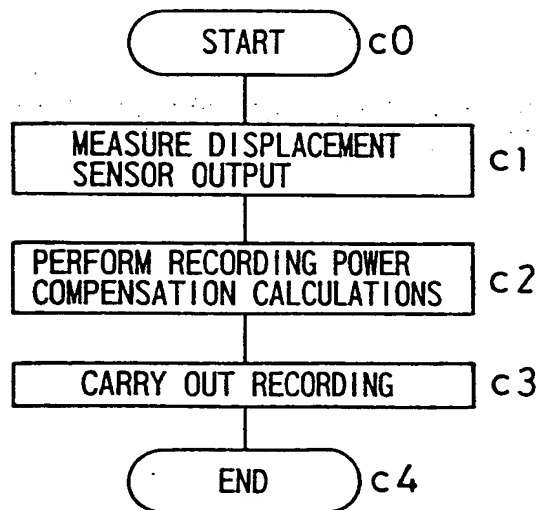 START c0
MEASURE DISPLACEMENT
SENSOR OUTPUT c1
PERFORM RECORDING POWER
COMPENSATION CALCULATIONS c2
CARRY OUT RECORDING c3
END c4